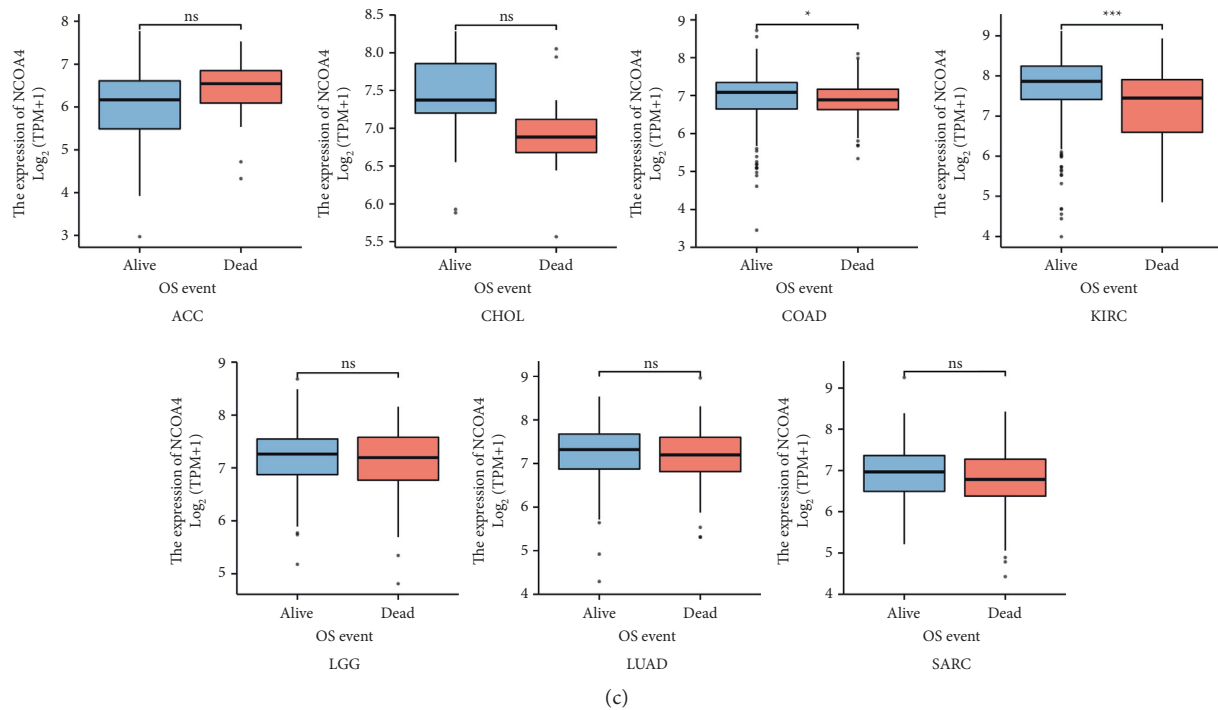 The expression of NCOA4
Log₂ (TPM+1)
8
7
6
5
4
3
ns
Alive
Dead
OS event
ACC
The expression of NCOA4
Log₂ (TPM+1)
8.5
8.0
7.5
7.0
6.5
6.0
5.5
ns
Alive
Dead
OS event
CHOL
The expression of NCOA4
Log₂ (TPM+1)
9
8
7
6
5
4
3
*
Alive
Dead
OS event
COAD
The expression of NCOA4
Log₂ (TPM+1)
9
8
7
6
5
4
***
Alive
Dead
OS event
KIRC
The expression of NCOA4
Log₂ (TPM+1)
9
8
7
6
5
ns
Alive
Dead
OS event
LGG
The expression of NCOA4
Log₂ (TPM+1)
9
8
7
6
5
4
ns
Alive
Dead
OS event
LUAD
The expression of NCOA4
Log₂ (TPM+1)
9
8
7
6
5
4
ns
Alive
Dead
OS event
SARC
(c)